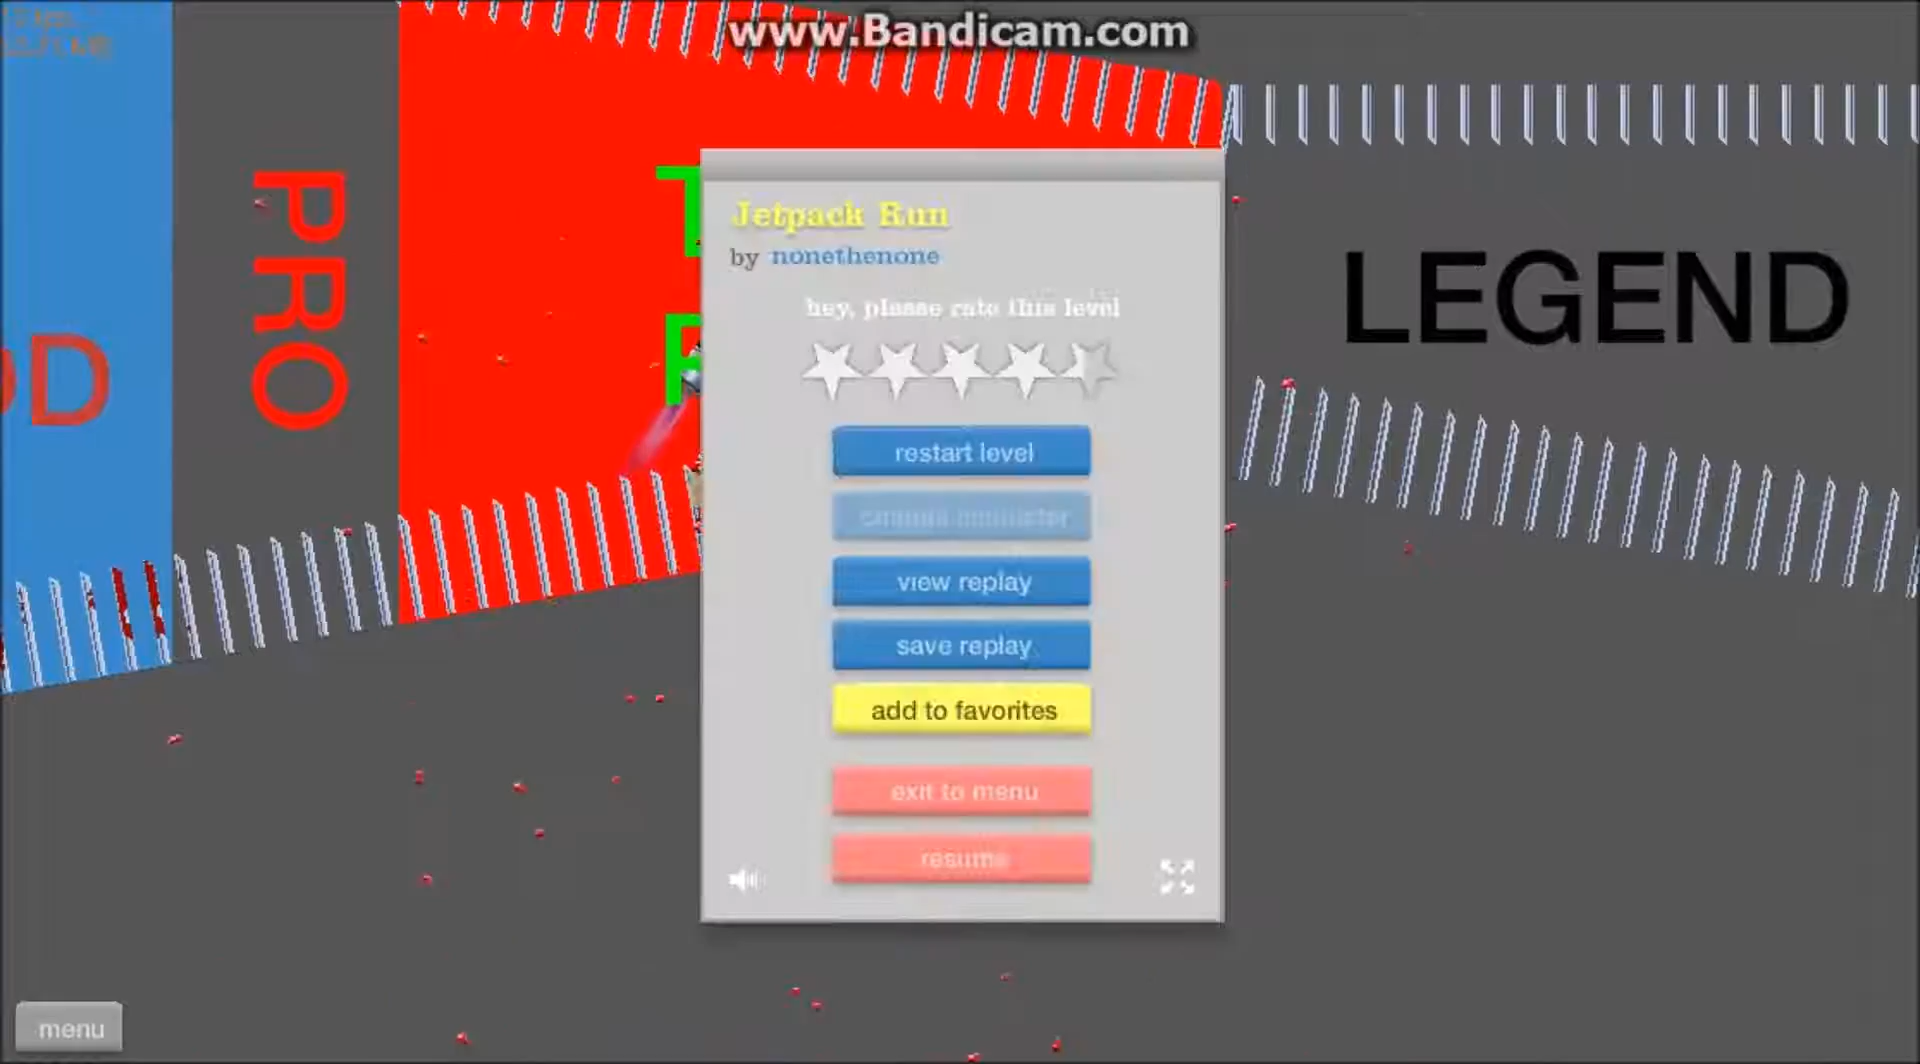 www.Bandicam.com
PRO
LEGEND
Jetpack Run
by nonethenone
hey, please rate this level
restart level
view replay
save replay
add to favorites
exit to menu
resume
menu